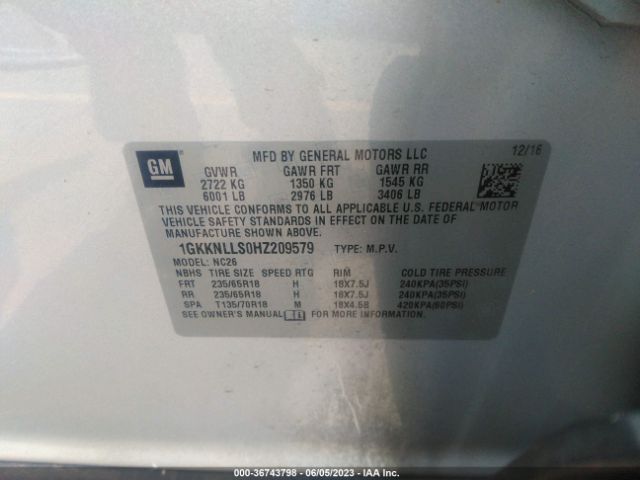 GM
MFD BY GENERAL MOTORS LLC 12/16
GVWR GAWR FRT GAWR RR
2722 KG 1350 KG 1545 KG
6001 LB 2976 LB 3406 LB
THIS VEHICLE CONFORMS TO ALL APPLICABLE U.S. FEDERAL MOTOR
VEHICLE SAFETY STANDARDS IN EFFECT ON THE DATE OF
MANUFACTURE SHOWN ABOVE.
1GKKNLLS0HZ209579 TYPE: M.P.V.
MODEL: NC26
NBHS TIRE SIZE SPEED RTG RIM COLD TIRE PRESSURE
FRT 235/65R18 H 18X7.5J 240KPA(35PSI)
RR 235/65R18 H 18X7.5J 240KPA(35PSI)
SP T135/70R18 M 18X4.5B 420KPA(60PSI)
SEE OWNER'S MANUAL i FOR MORE INFORMATION.
000-36743798 - 06/05/2023 - IAA Inc.